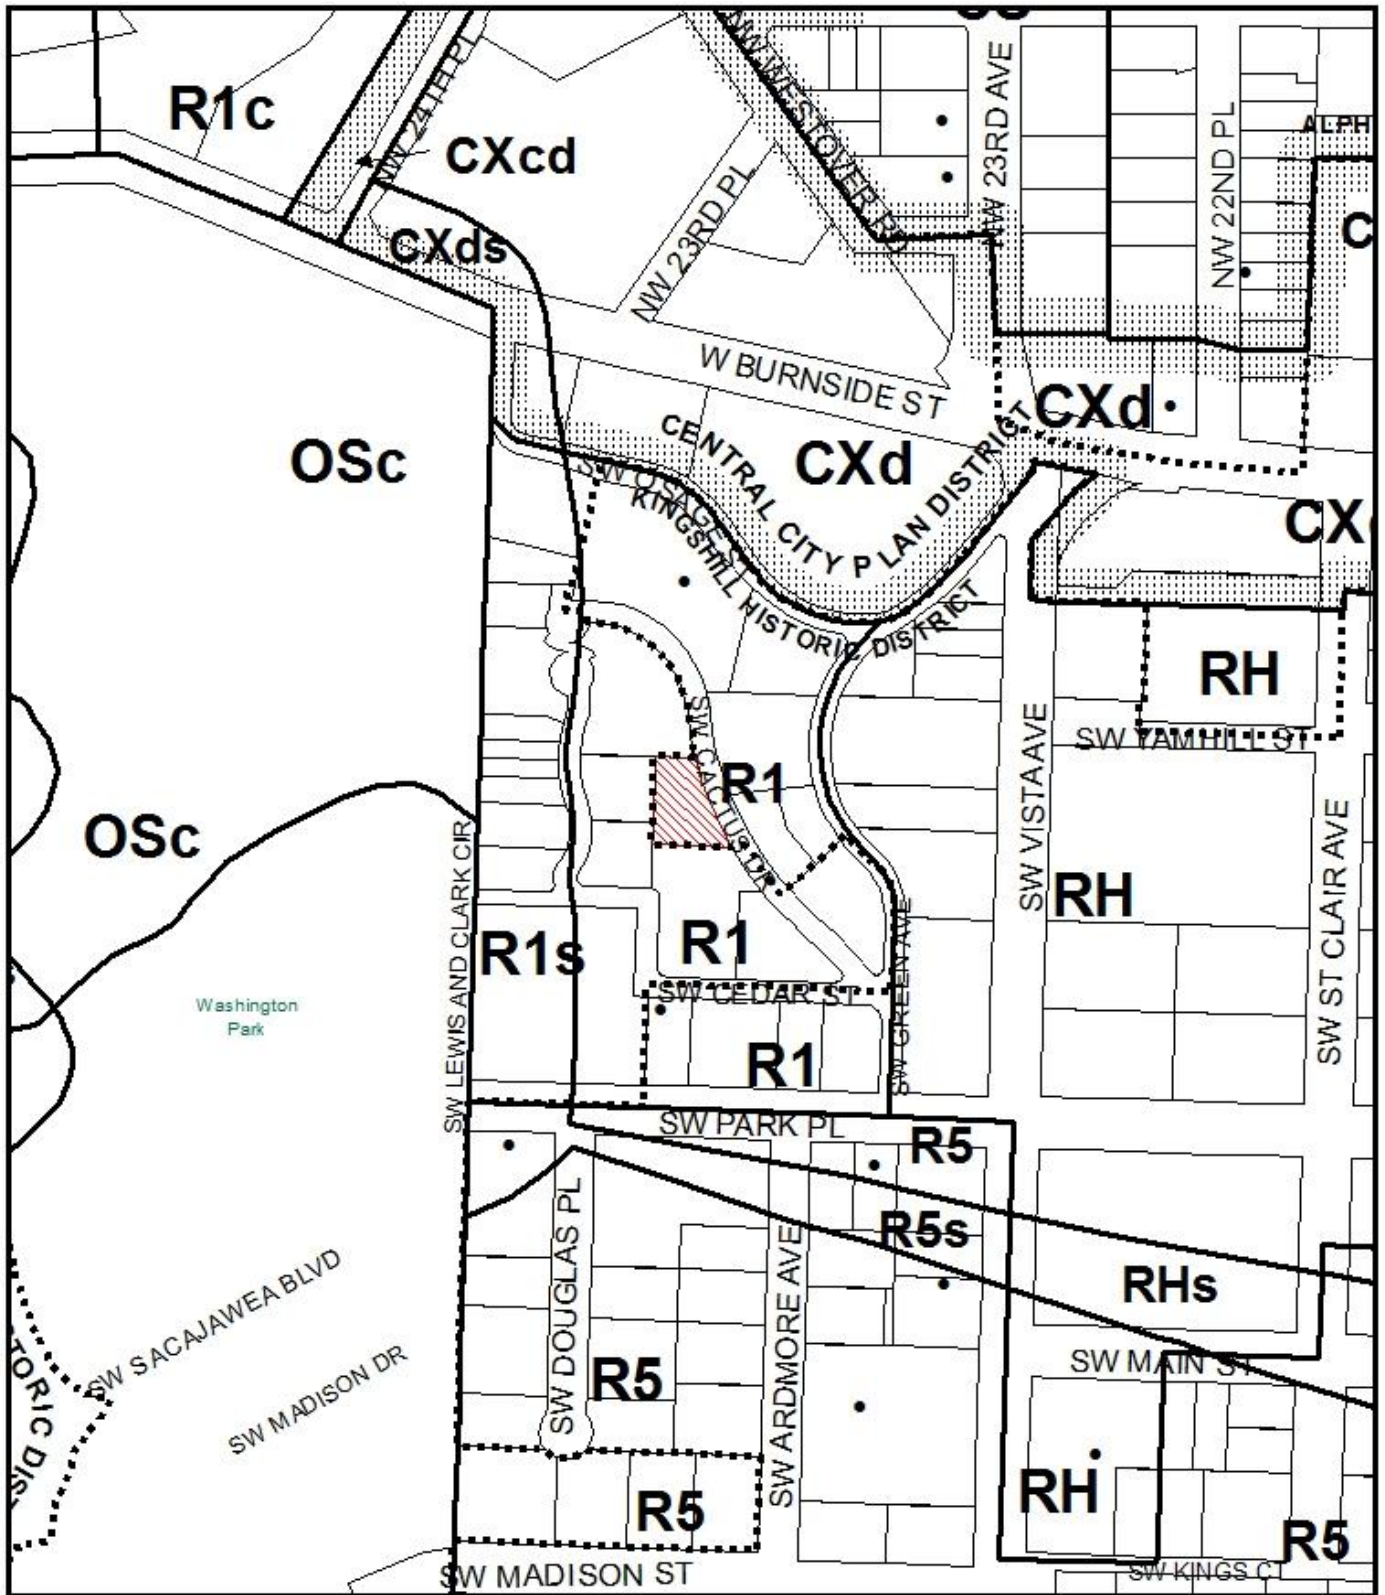 R1c
NW 24TH PL
CXcd
NW WESTOVER RD
NW 23RD AVE
NW 22ND PL
ALPH
CXds
NW 23RD PL
C
W BURNSIDE ST
CXd
OSc
CENTRAL CITY PLAN DISTRICT
CXd
SW OSAGE ST
KINGSHILL HISTORIC DISTRICT
CX
RH
SW YAMHILL ST
SW CACTUS DR
R1
SW VISTA AVE
OSc
SW LEWIS AND CLARK CIR
RH
SW ST CLAIR AVE
R1s
R1
SW GREEN AVE
Washington
Park
SW CEDAR ST
R1
SW PARK PL
R5
R5s
RHs
SW SACAJAWEA BLVD
SW DOUGLAS PL
SW ARDMORE AVE
SW MADISON DR
SW MAIN ST
R5
TORIC DIS
RH
R5
R5
SW MADISON ST
SW KINGS CT